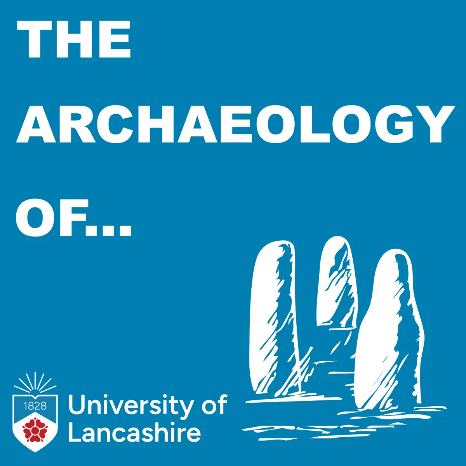 THE
ARCHAEOLOGY
OF...
1828
University of
Lancashire